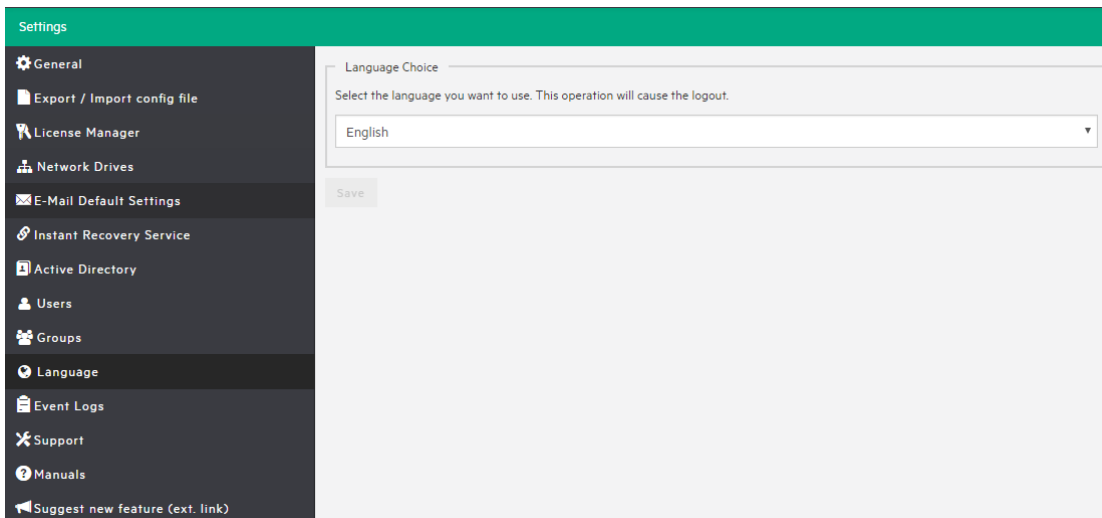 Settings
General
Export / Import config file
License Manager
Network Drives
E-Mail Default Settings
Instant Recovery Service
Active Directory
Users
Groups
Language
Event Logs
Support
Manuals
Suggest new feature (ext. link)
Language Choice
Select the language you want to use. This operation will cause the logout.
English
Save